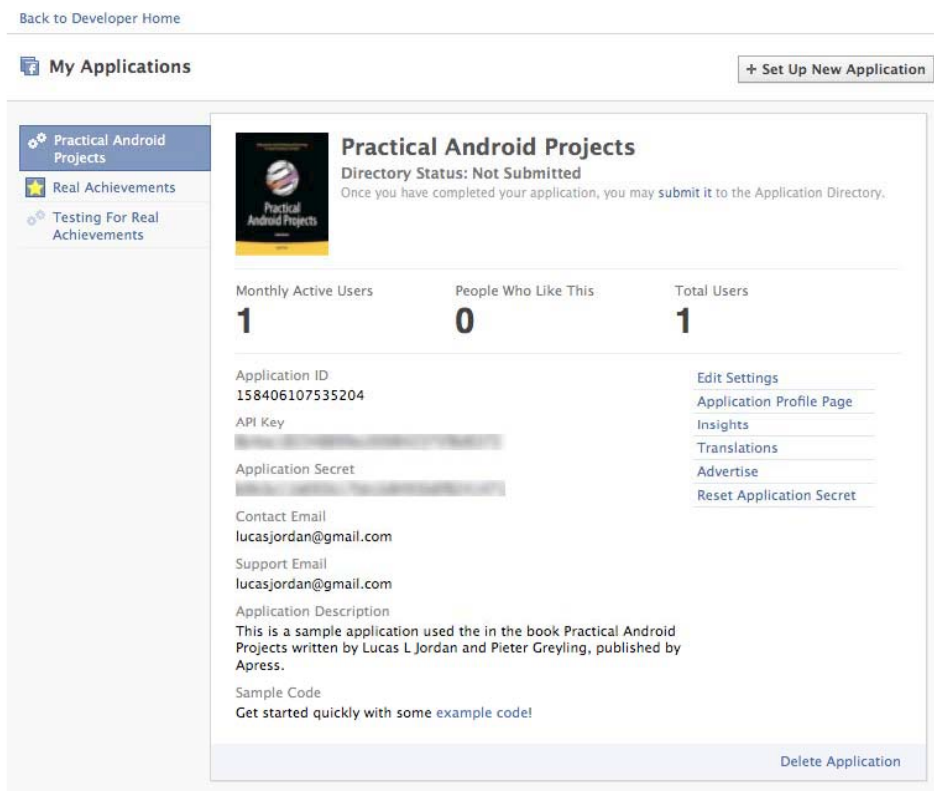 Back to Developer Home
My Applications
+ Set Up New Application
Practical Android
Projects
Real Achievements
Testing For Real
Achievements
Practical
Android Projects
Practical Android Projects
Directory Status: Not Submitted
Once you have completed your application, you may submit it to the Application Directory.
Monthly Active Users
People Who Like This
Total Users
1
0
1
Application ID
158406107535204
API Key
Application Secret
Contact Email
lucasjordan@gmail.com
Support Email
lucasjordan@gmail.com
Application Description
This is a sample application used the in the book Practical Android
Projects written by Lucas L Jordan and Pieter Greyling, published by
Apress.
Sample Code
Get started quickly with some example code!
Edit Settings
Application Profile Page
Insights
Translations
Advertise
Reset Application Secret
Delete Application